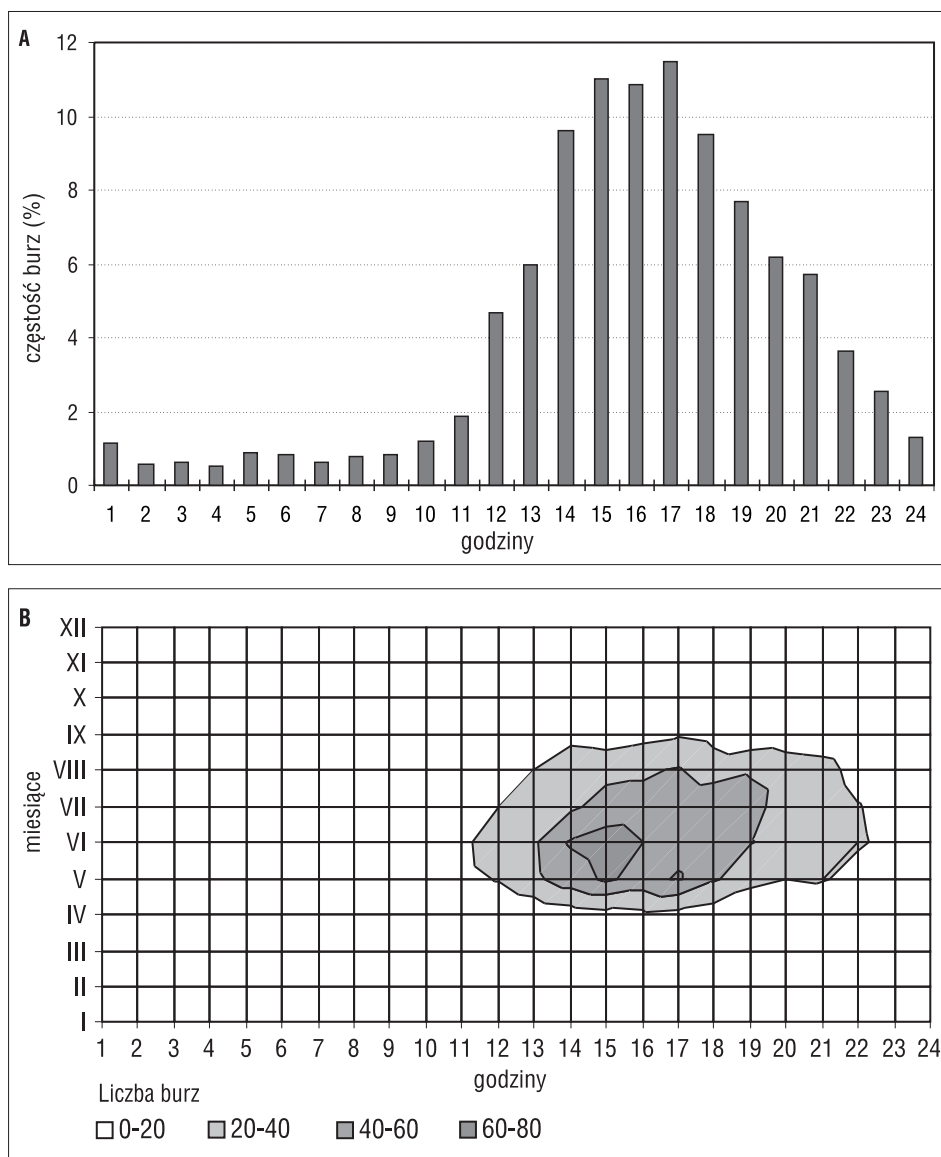 A
częstość burz (%)
12
10
8
6
4
2
0
1 2 3 4 5 6 7 8 9 10 11 12 13 14 15 16 17 18 19 20 21 22 23 24
godziny
B
miesiące
XII
XI
X
IX
VIII
VII
VI
V
IV
III
II
I
1 2 3 4 5 6 7 8 9 10 11 12 13 14 15 16 17 18 19 20 21 22 23 24
godziny
Liczba burz
0-20 20-40 40-60 60-80